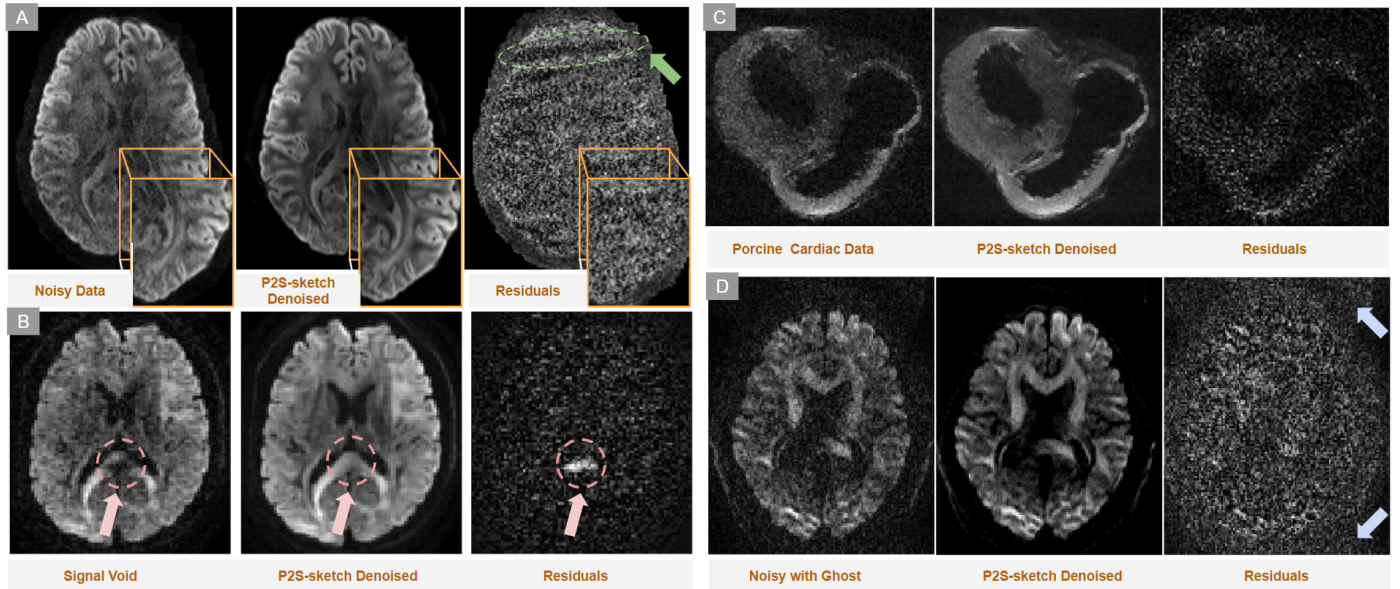 A
Noisy Data
P2S-sketch
Denoised
Residuals
B
Signal Void
P2S-sketch Denoised
Residuals
C
Porcine Cardiac Data
P2S-sketch Denoised
Residuals
D
Noisy with Ghost
P2S-sketch Denoised
Residuals